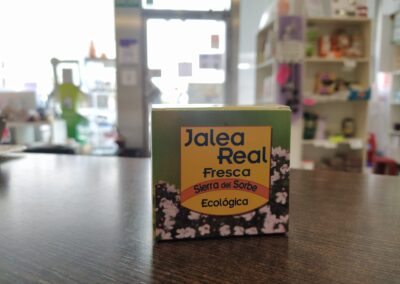 Jalea
Real
Fresca
Sierra del Sorbe
Ecológica